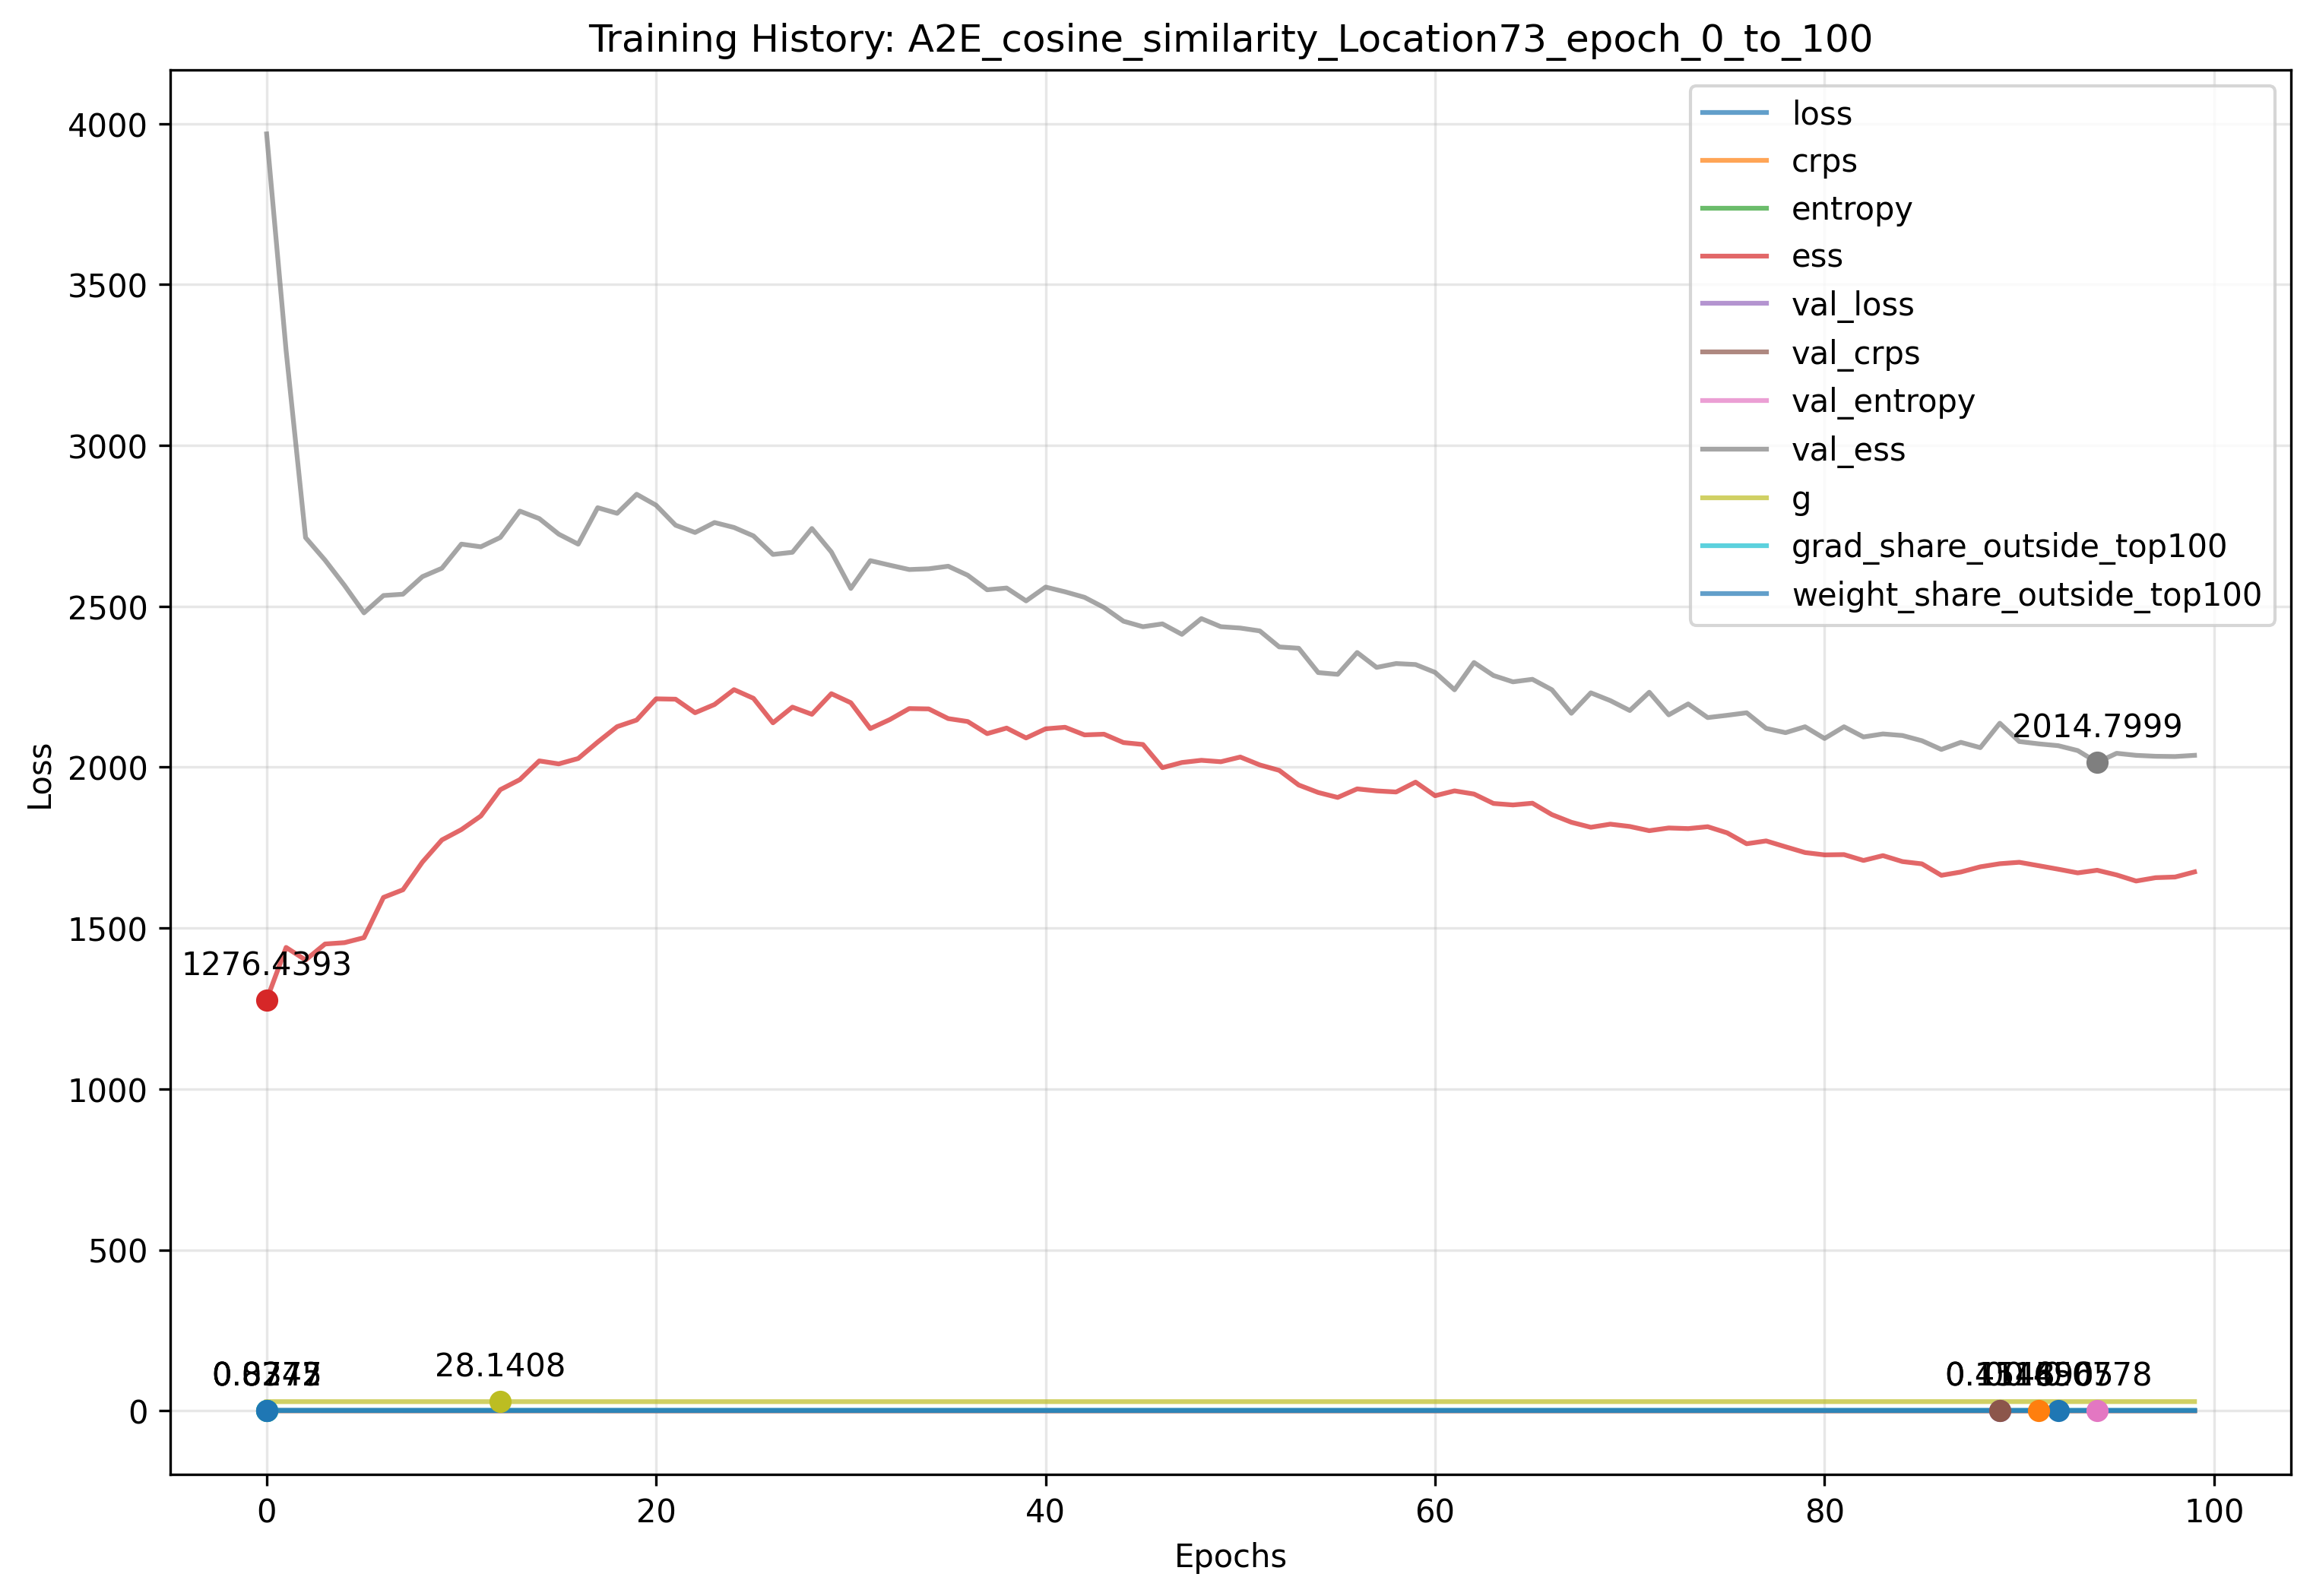 Training History: A2E_cosine_similarity_Location73_epoch_0_to_100
loss
crps
entropy
ess
val_loss
val_crps
val_entropy
val_ess
g
grad_share_outside_top100
weight_share_outside_top100
4000
3500
3000
2500
2000
1500
1000
500
0
Loss
2014.7999
1276.4393
28.1408
0
20
40
60
80
100
Epochs